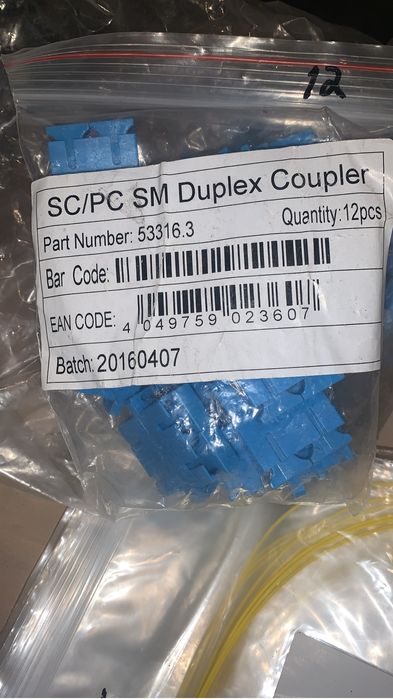 12
SC/PC SM Duplex Coupler
Part Number: 53316.3 Quantity:12pcs
Bar Code:
EAN CODE: 4 049759 023607
Batch: 20160407